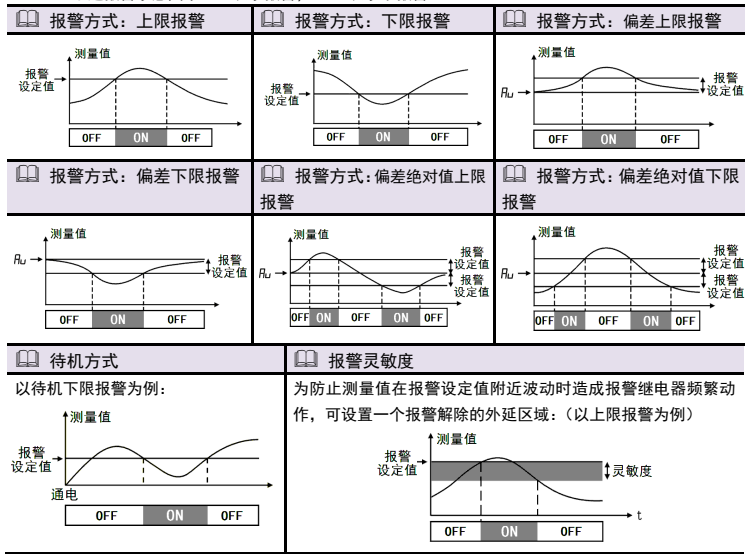 报警方式：上限报警
测量值
报警
设定值
OFF ON OFF
报警方式：下限报警
测量值
报警
设定值
OFF ON OFF
报警方式：偏差上限报警
测量值
Au
报警
设定值
OFF ON OFF
报警方式：偏差下限报警
测量值
Au
报警
设定值
OFF ON OFF
报警方式：偏差绝对值上限
报警
测量值
Au
报警
设定值
报警
设定值
OFF ON OFF ON OFF
报警方式：偏差绝对值下限
报警
测量值
Au
报警
设定值
报警
设定值
OFF ON OFF ON OFF
待机方式
以待机下限报警为例：
测量值
报警
设定值
通电
OFF ON OFF
报警灵敏度
为防止测量值在报警设定值附近波动时造成报警继电器频繁动
作，可设置一个报警解除的外延区域：（以上限报警为例）
测量值
报警
设定值
灵敏度
t
OFF ON OFF